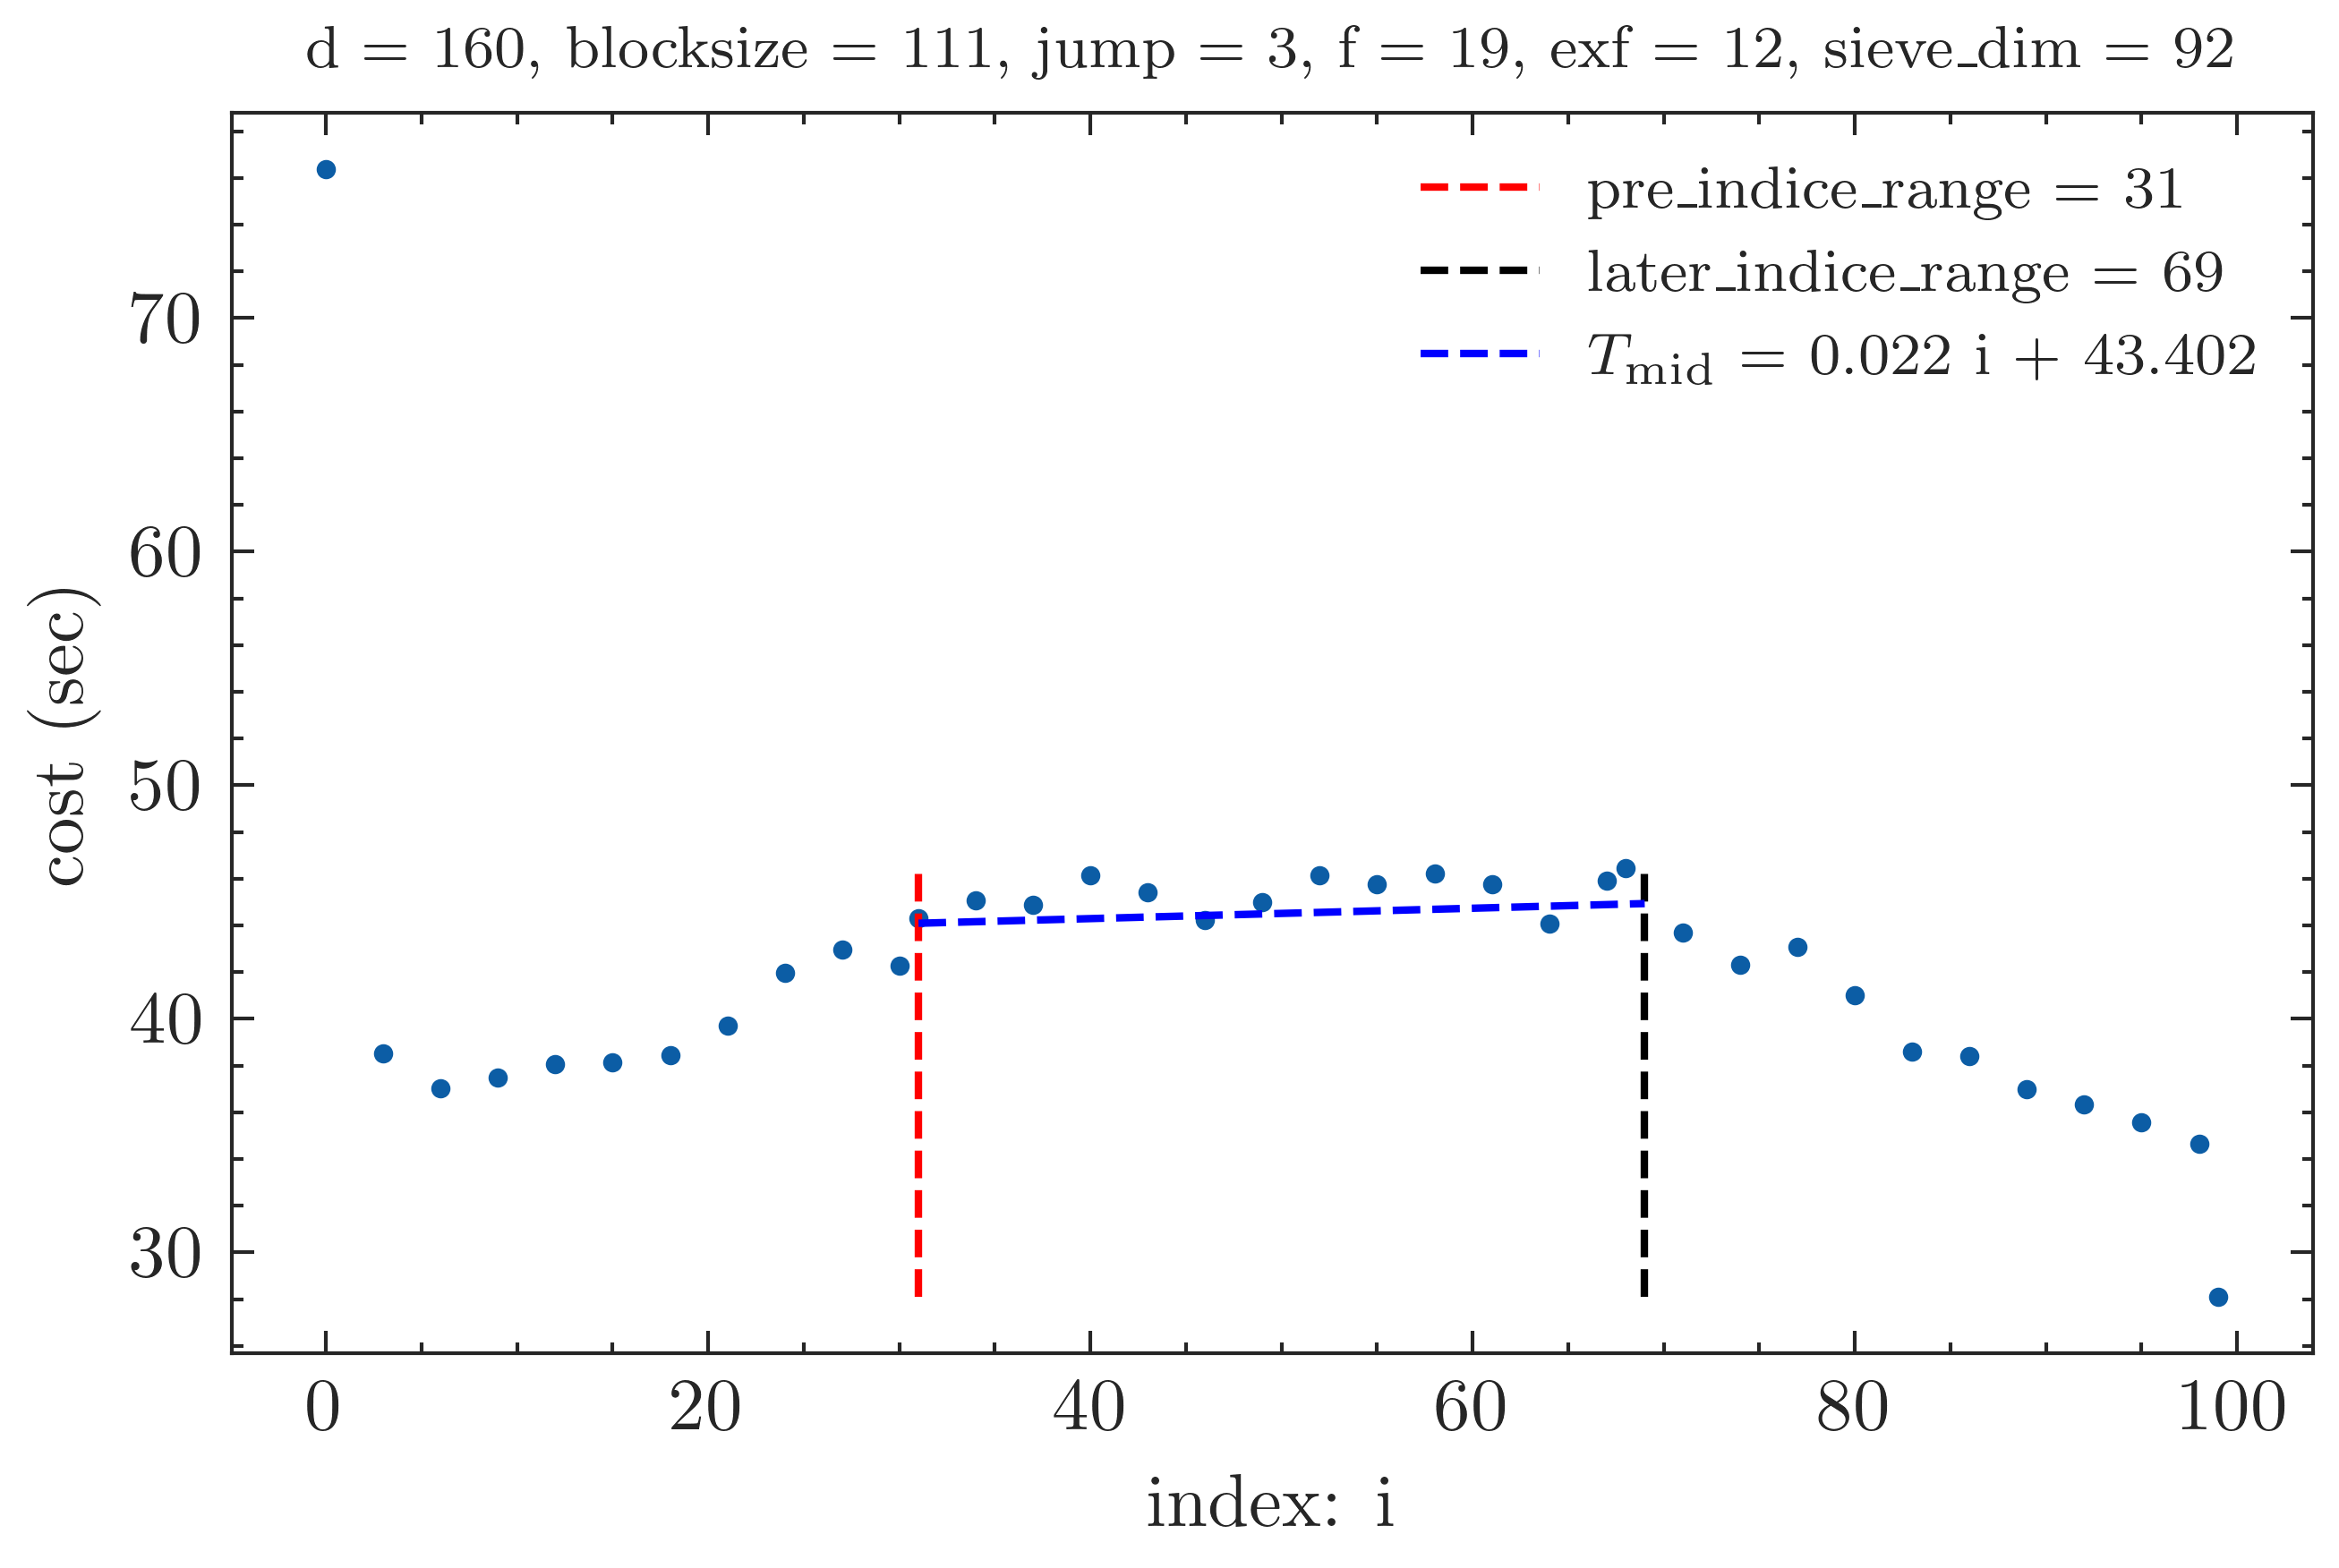 d = 160, blocksize = 111, jump = 3, f = 19, exf = 12, sieve_dim = 92
pre_indice_range = 31
later_indice_range = 69
T_mid = 0.022 i + 43.402
cost (sec)
70
60
50
40
30
0 20 40 60 80 100
index: i